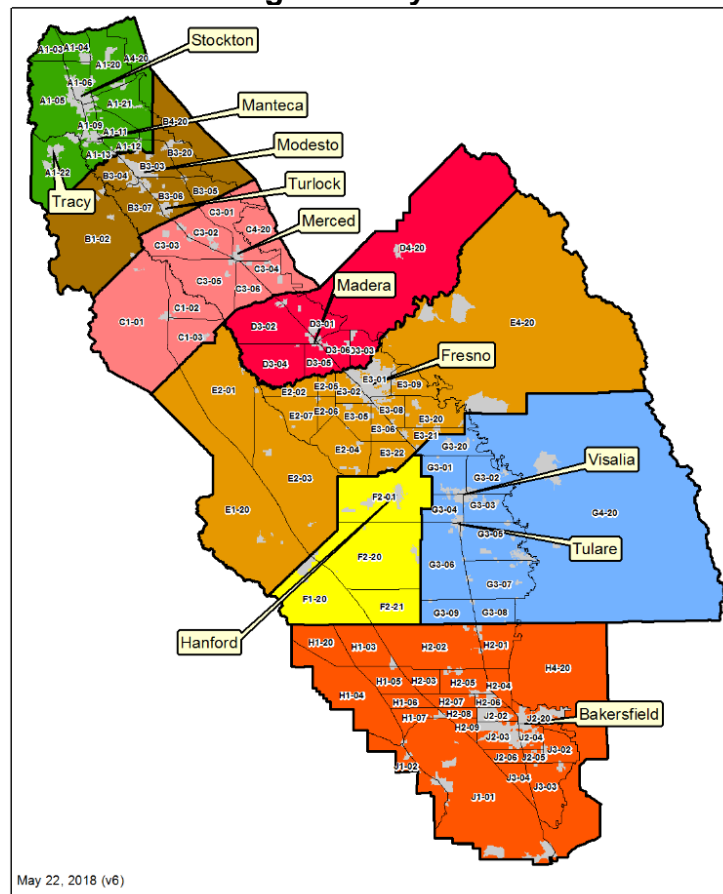 A1-03
A1-04
A1-20
A4-20
Stockton
A1-06
A1-05
A1-21
Manteca
A1-09
A1-11
B4-20
A1-12
A1-13
B3-20
Modesto
A1-22
B3-03
B3-04
Turlock
Tracy
B3-06
B3-05
B3-07
C3-01
Merced
B1-02
C3-02
C4-20
C3-03
D4-20
C3-04
C3-05
C3-06
Madera
C1-02
C1-01
D3-02
D3-01
C1-03
D3-06
D3-03
D3-04
D3-05
E4-20
Fresno
E3-01
E2-01
E2-02
E2-05
E3-02
E3-09
E2-07
E2-06
E3-05
E3-08
E3-20
E3-06
E3-21
E2-04
E3-22
G3-20
E2-03
G3-01
G3-02
Visalia
F2-01
G3-04
G3-03
G4-20
E1-20
G3-05
Tulare
F2-20
G3-06
G3-07
F1-20
F2-21
G3-09
G3-08
Hanford
H1-20
H1-03
H2-02
H2-01
H4-20
H1-05
H2-03
H2-05
H2-04
H1-04
H1-06
H2-07
H2-06
H1-07
H2-08
J2-02
J2-20
Bakersfield
H2-09
J2-03
J2-04
J3-02
J2-06
J2-05
J1-02
J3-04
J3-03
J1-01
May 22, 2018 (v6)